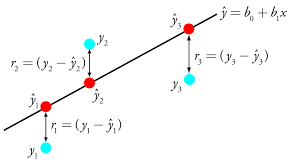 ŷ = b₀ + b₁x
ŷ₃
y₂
r₂ = (y₂ − ŷ₂)
r₃ = (y₃ − ŷ₃)
ŷ₂
y₃
ŷ₁
r₁ = (y₁ − ŷ₁)
y₁